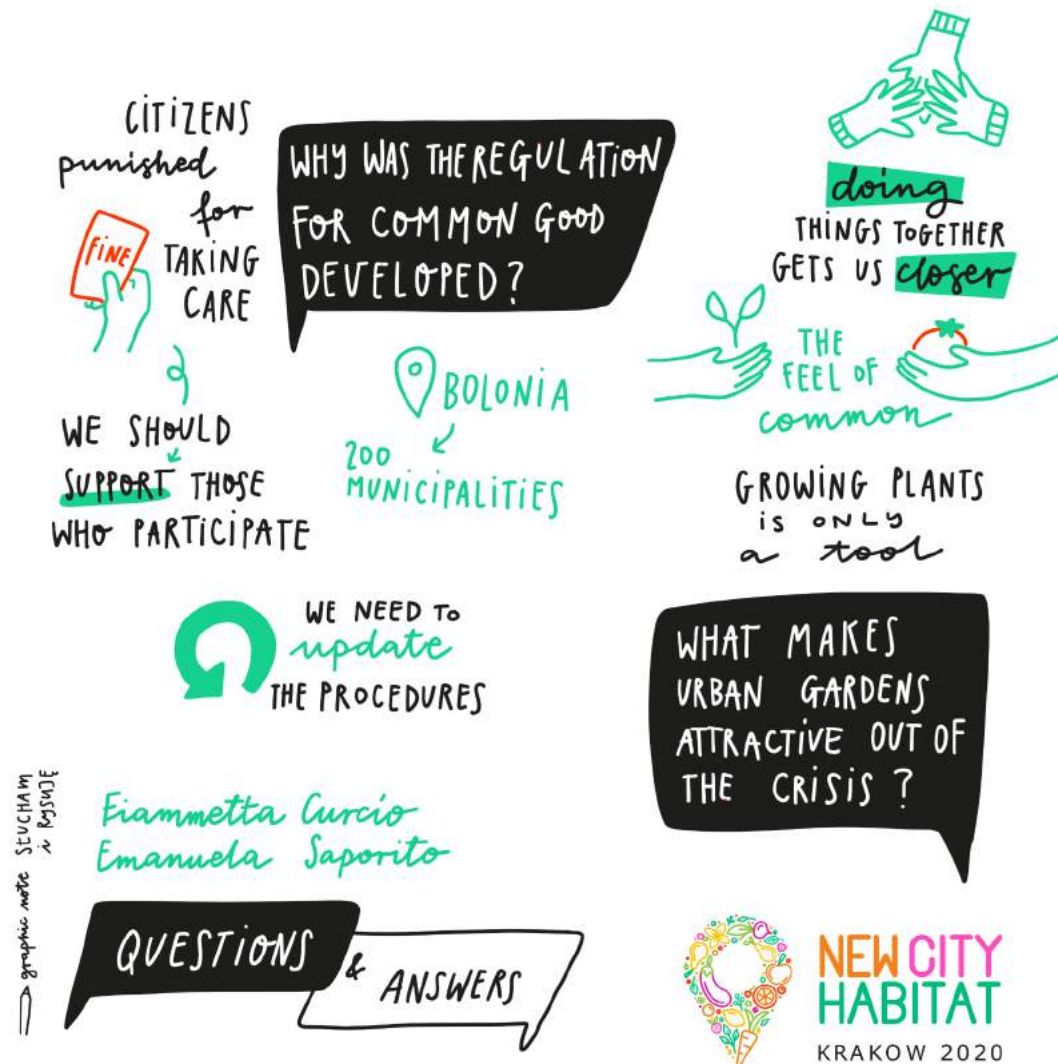 CITIZENS
punished
for
TAKING
CARE
FINE
WHY WAS THE REGULATION
FOR COMMON GOOD
DEVELOPED?
WE SHOULD
SUPPORT THOSE
WHO PARTICIPATE
BOLONIA
200
MUNICIPALITIES
WE NEED TO
update
THE PROCEDURES
doing
THINGS TOGETHER
GETS US closer
THE
FEEL OF
common
GROWING PLANTS
IS ONLY
a tool
WHAT MAKES
URBAN GARDENS
ATTRACTIVE OUT OF
THE CRISIS?
graphic note SŁUCHAM
i RYSUJĘ
Fiammetta Curcio
Emanuela Saporito
QUESTIONS
&
ANSWERS
NEW CITY
HABITAT
KRAKOW 2020